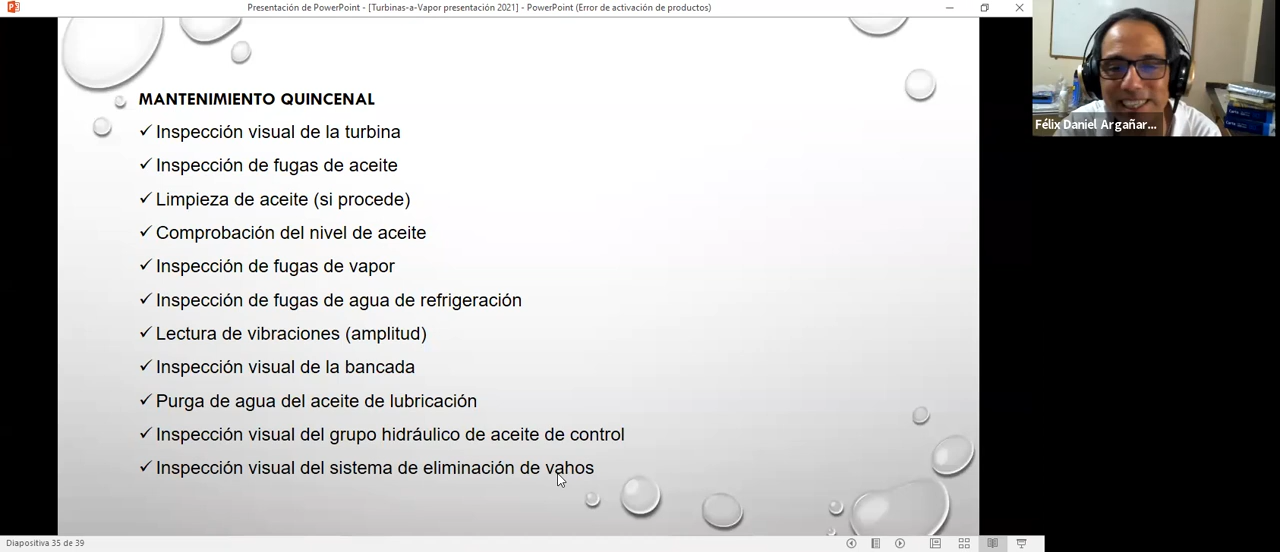 Presentación de PowerPoint - [Turbinas-a-Vapor presentación 2021] - PowerPoint (Error de activación de productos)
MANTENIMIENTO QUINCENAL
✓ Inspección visual de la turbina
✓ Inspección de fugas de aceite
✓ Limpieza de aceite (si procede)
✓ Comprobación del nivel de aceite
✓ Inspección de fugas de vapor
✓ Inspección de fugas de agua de refrigeración
✓ Lectura de vibraciones (amplitud)
✓ Inspección visual de la bancada
✓ Purga de agua del aceite de lubricación
✓ Inspección visual del grupo hidráulico de aceite de control
✓ Inspección visual del sistema de eliminación de vahos
Félix Daniel Argañar...
Diapositiva 35 de 39